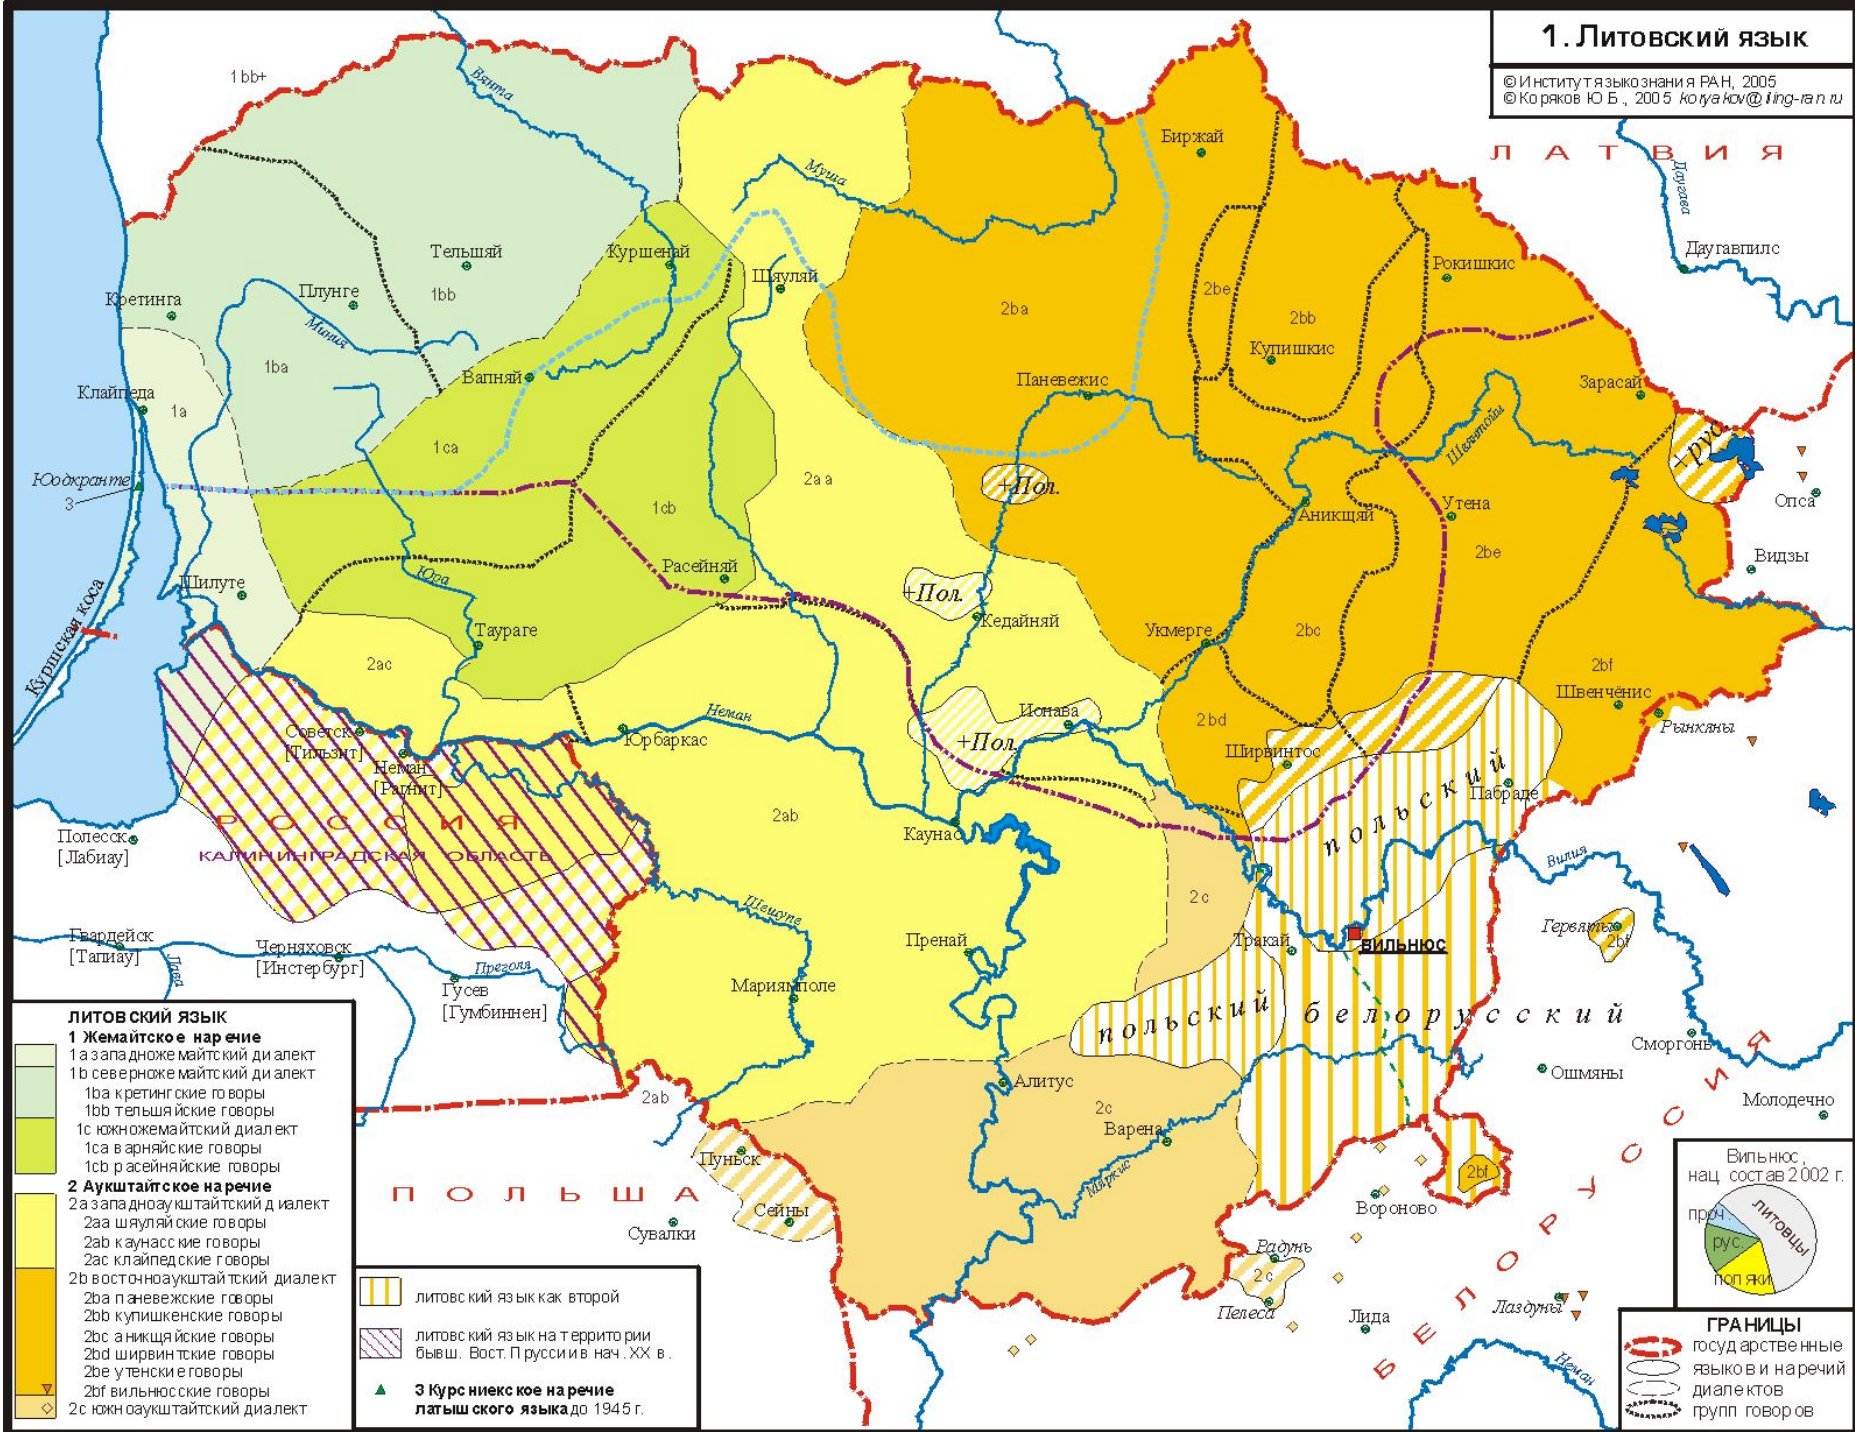 1. Литовский язык
© Институт языкознания РАН, 2005
© Коряков Ю.Б., 2005 koryakov@iling-ran.ru
ЛАТВИЯ
1bb+
Вянта
Биржай
Муша
Даугава
Даугавпилс
Тельшяй
Куршенай
Шяуляй
Рокишкис
Кретинга
Плунге
1bb
2ba
2be
2bb
Миния
Купишкис
1ba
Вапняй
Паневежис
Зарасай
Клайпеда
1a
1ca
2aa
Швянтойи
+рус.
Юодкранте
3
+Пол.
1cb
Аникщяй
Утена
Опса
2be
Видзы
Расейняй
Юра
Шилуте
+Пол.
Кедайняй
Куршская коса
Таураге
Укмерге
2bc
2ac
2bf
Швенчёнис
Неман
Ионава
2bd
Рынкяны
Советск
[Тильзит]
Юрбаркас
+Пол.
Ширвинтос
Неман
[Рагнит]
польский
Пабраде
РОССИЯ
2ab
Каунас
Полесск
[Лабиау]
КАЛИНИНГРАДСКАЯ ОБЛАСТЬ
Вилия
2c
Шешупе
Гервяты
2bf
Гвардейск
[Тапиау]
Черняховск
[Инстербург]
Пренай
Тракай
ВИЛЬНЮС
Лава
Преголя
Гусев
[Гумбиннен]
Мариямполе
польский
белорусский
Сморгонь
Алитус
Ошмяны
2ab
2c
Варена
Молодечно
Пуньск
Мяркис
2bf
ПОЛЬША
Сейны
Сувалки
Вороново
БЕЛОРУССИЯ
Радунь
2c
Пелеса
Лида
Лаздуны
Неман
ЛИТОВСКИЙ ЯЗЫК
1 Жемайтское наречие
1a западножемайтский диалект
1b северножемайтский диалект
1ba кретингские говоры
1bb тельшяйские говоры
1c южножемайтский диалект
1ca варняйские говоры
1cb расейняйские говоры
2 Аукштайтское наречие
2a западноаукштайтский диалект
2aa шяуляйские говоры
2ab каунасские говоры
2ac клайпедские говоры
2b восточноаукштайтский диалект
2ba паневежские говоры
2bb купишкенские говоры
2bc аникщяйские говоры
2bd ширвинтские говоры
2be утенские говоры
2bf вильнюсские говоры
2c южноаукштайтский диалект
литовский язык как второй
литовский язык на территории
бывш. Вост. Пруссии в нач. XX в.
3 Курсниекское наречие
латышского языка до 1945 г.
Вильнюс,
нац. состав 2002 г.
литовцы
проч.
рус.
поляки
ГРАНИЦЫ
государственные
языков и наречий
диалектов
групп говоров